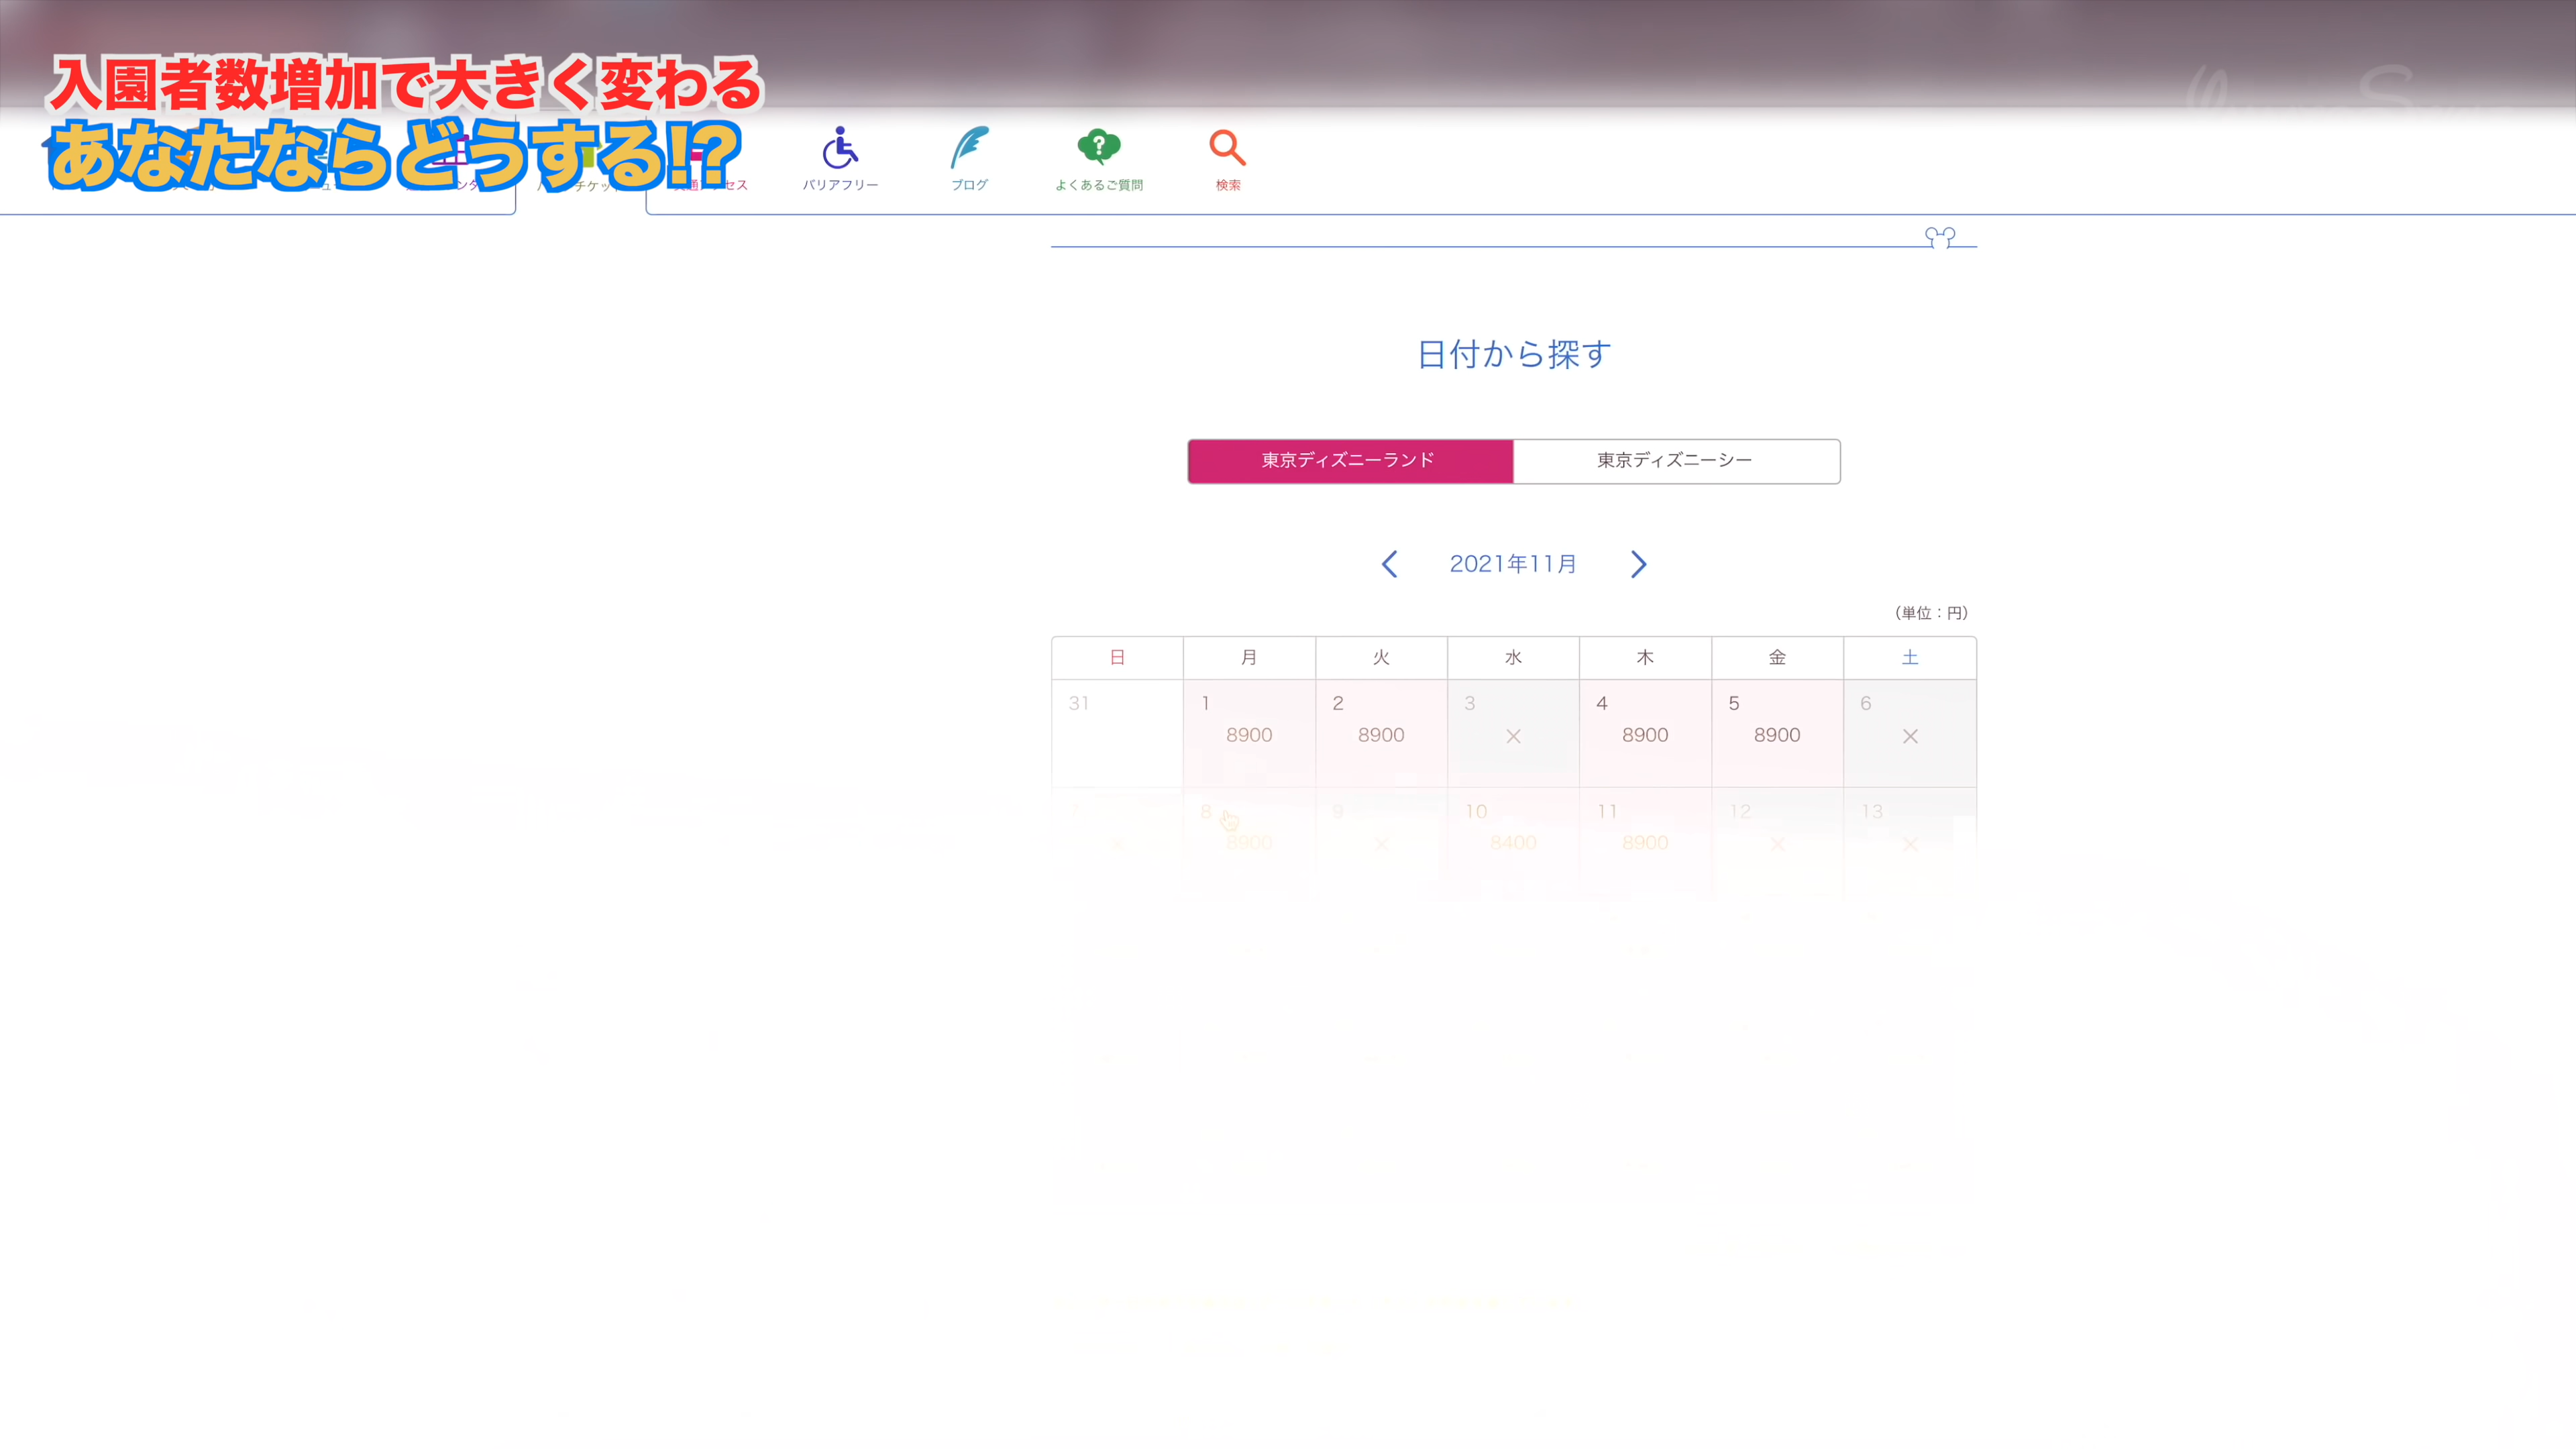 入園者数増加で大きく変わる
あなたならどうする!?
バリアフリー
ブログ
よくあるご質問
検索
日付から探す
東京ディズニーランド 東京ディズニーシー
2021年11月
(単位：円)
日 月 火 水 木 金 土
31 1 2 3 4 5 6
8900 8900 × 8900 8900 ×
7 8 9 10 11 12 13
× 8900 × 8400 8900 × ×